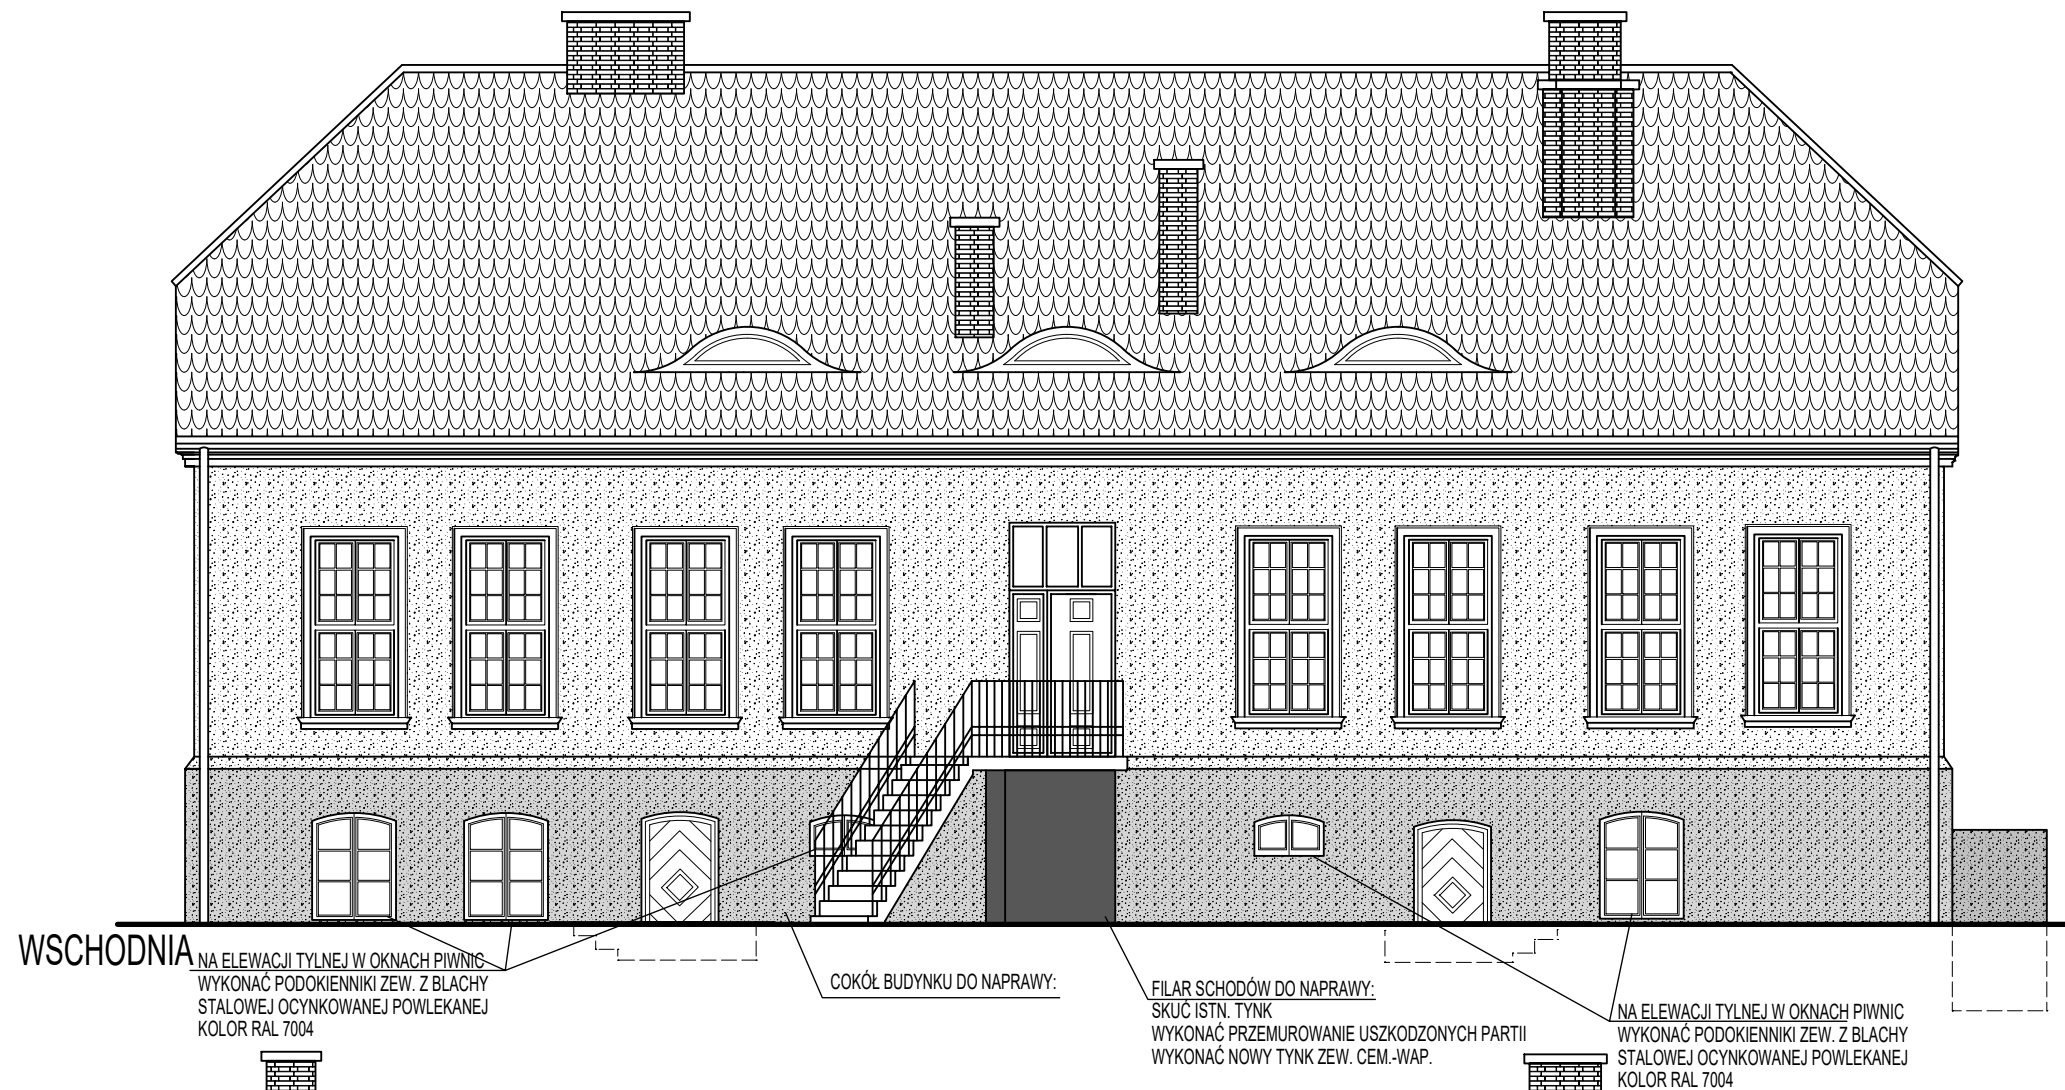 WSCHODNIA
NA ELEWACJI TYLNEJ W OKNACH PIWNIC
WYKONAĆ PODOKIENNIKI ZEW. Z BLACHY
STALOWEJ OCYNKOWANEJ POWLEKANEJ
KOLOR RAL 7004
COKÓŁ BUDYNKU DO NAPRAWY:
FILAR SCHODÓW DO NAPRAWY:
SKUĆ ISTN. TYNK
WYKONAĆ PRZEMUROWANIE USZKODZONYCH PARTII
WYKONAĆ NOWY TYNK ZEW. CEM.-WAP.
NA ELEWACJI TYLNEJ W OKNACH PIWNIC
WYKONAĆ PODOKIENNIKI ZEW. Z BLACHY
STALOWEJ OCYNKOWANEJ POWLEKANEJ
KOLOR RAL 7004